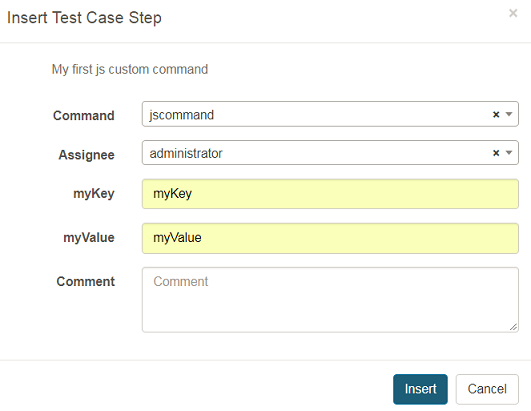 Insert Test Case Step ×
My first js custom command
Command jscommand ×
Assignee administrator ×
myKey myKey
myValue myValue
Comment Comment
Insert Cancel